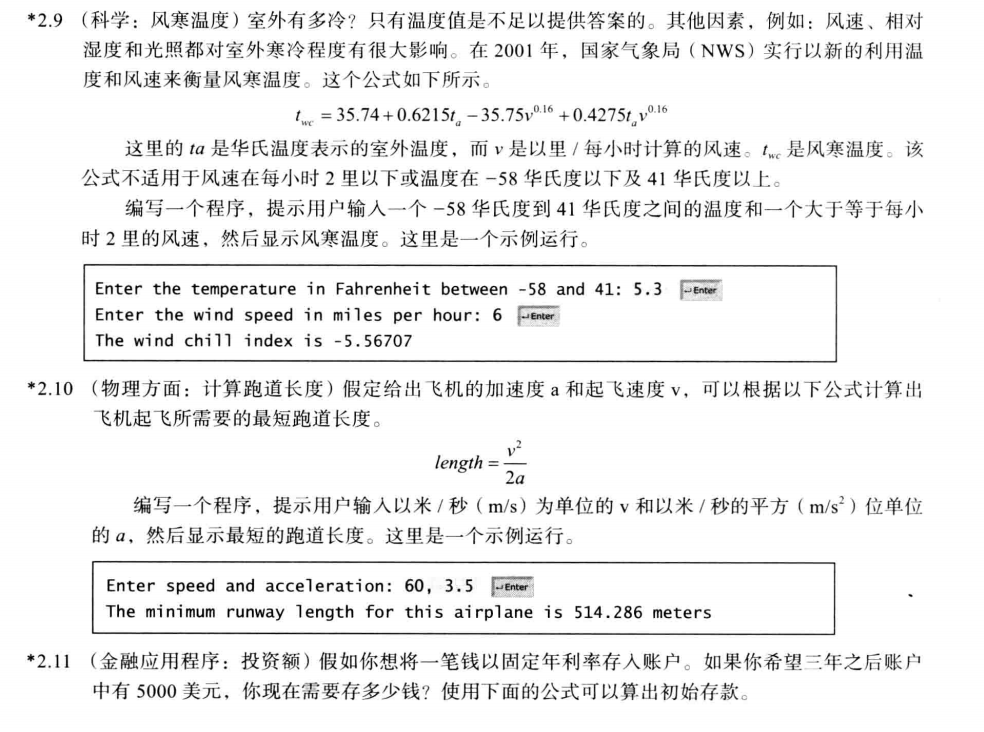 *2.9 （科学：风寒温度）室外有多冷？只有温度值是不足以提供答案的。其他因素，例如：风速、相对
湿度和光照都对室外寒冷程度有很大影响。在 2001 年，国家气象局（NWS）实行以新的利用温
度和风速来衡量风寒温度。这个公式如下所示。
t_wc = 35.74 + 0.6215t_a − 35.75v^0.16 + 0.4275t_a v^0.16
这里的 ta 是华氏温度表示的室外温度，而 v 是以里 / 每小时计算的风速。t_wc 是风寒温度。该
公式不适用于风速在每小时 2 里以下或温度在 −58 华氏度以下及 41 华氏度以上。
编写一个程序，提示用户输入一个 −58 华氏度到 41 华氏度之间的温度和一个大于等于每小
时 2 里的风速，然后显示风寒温度。这里是一个示例运行。
Enter the temperature in Fahrenheit between -58 and 41: 5.3 ↵Enter
Enter the wind speed in miles per hour: 6 ↵Enter
The wind chill index is -5.56707
*2.10 （物理方面：计算跑道长度）假定给出飞机的加速度 a 和起飞速度 v，可以根据以下公式计算出
飞机起飞所需要的最短跑道长度。
length = v²/2a
编写一个程序，提示用户输入以米 / 秒（m/s）为单位的 v 和以米 / 秒的平方（m/s²）位单位
的 a，然后显示最短的跑道长度。这里是一个示例运行。
Enter speed and acceleration: 60, 3.5 ↵Enter
The minimum runway length for this airplane is 514.286 meters
*2.11 （金融应用程序：投资额）假如你想将一笔钱以固定年利率存入账户。如果你希望三年之后账户
中有 5000 美元，你现在需要存多少钱？使用下面的公式可以算出初始存款。